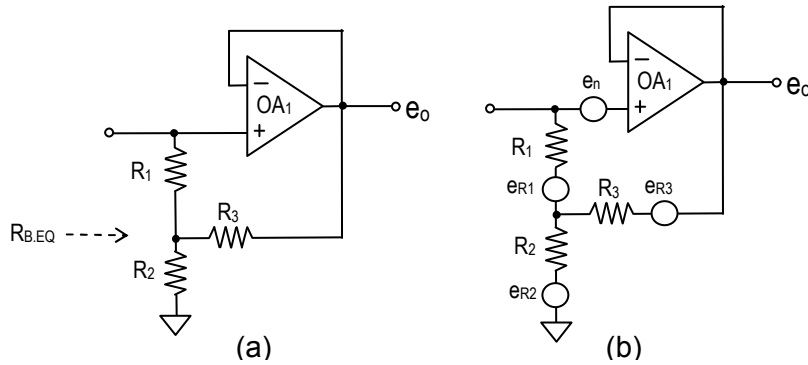 −
OA1
+
eo
R1
R3
RB.EQ
R2
(a)
−
en
OA1
+
eo
R1
eR1
R3
eR3
R2
eR2
(b)